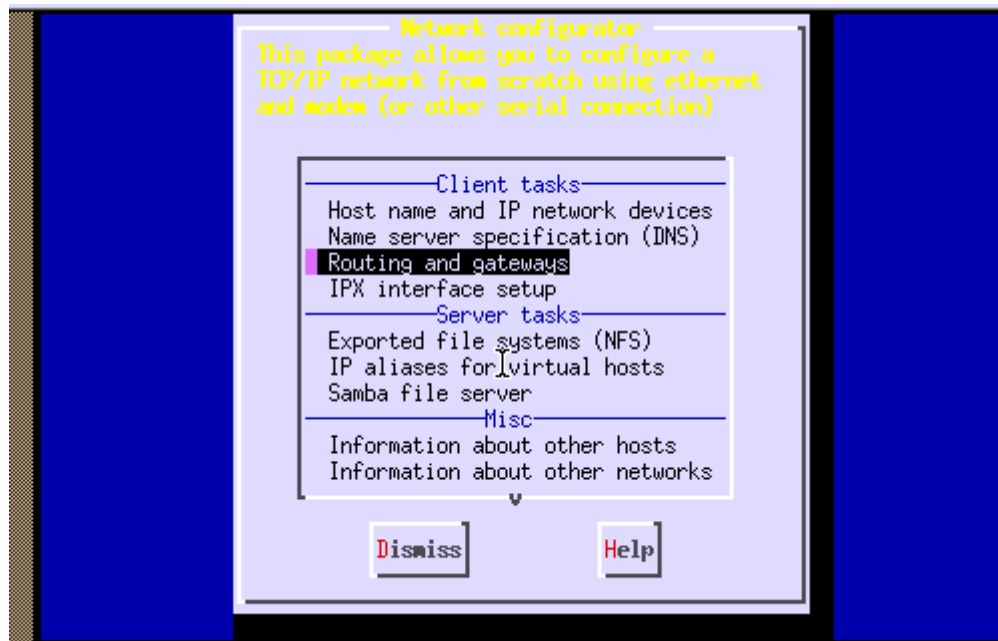 Network configurator
This package allows you to configure a
TCP/IP network from scratch using ethernet
and modem (or other serial connection)
Client tasks
Host name and IP network devices
Name server specification (DNS)
Routing and gateways
IPX interface setup
Server tasks
Exported file systems (NFS)
IP aliases for virtual hosts
Samba file server
Misc
Information about other hosts
Information about other networks
v
Dismiss Help